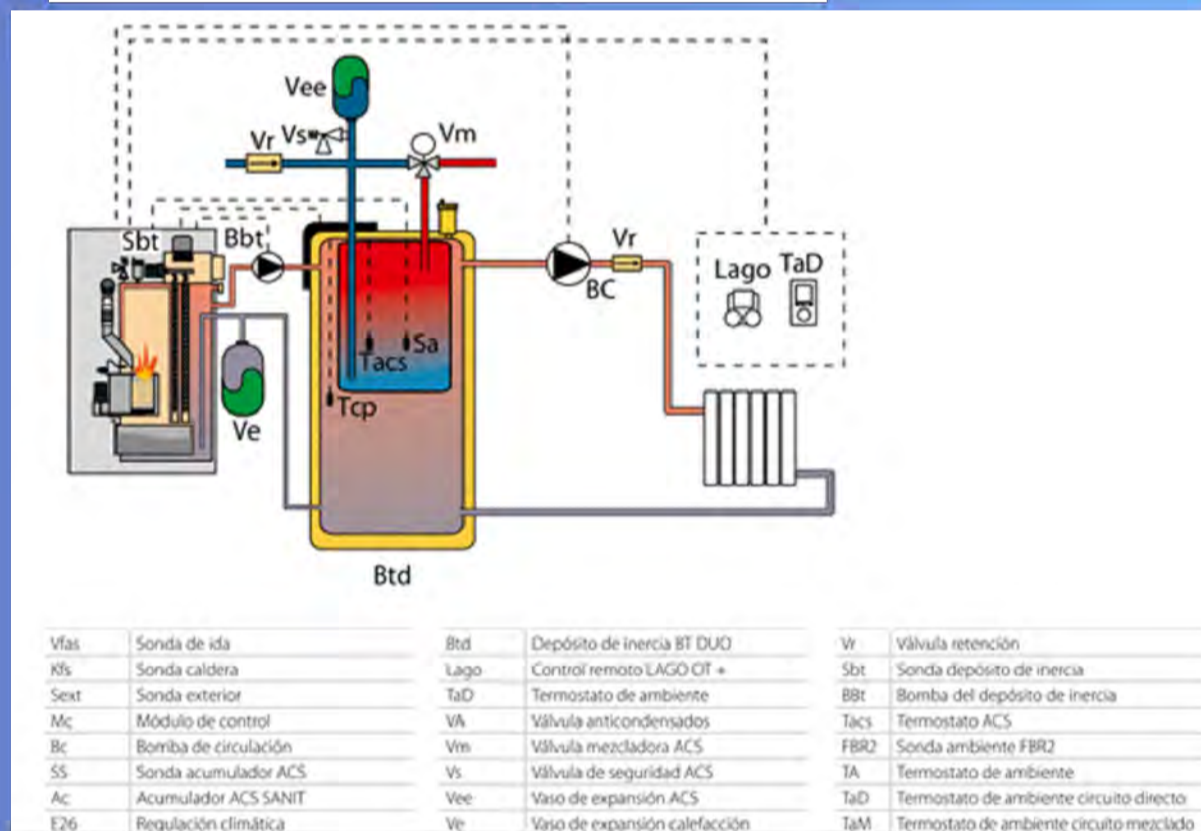 Vee
Vs
Vr
Vm
Sbt
Bbt
Vr
Lago
TaD
BC
Sa
Tacs
Tcp
Ve
Btd
Vfas Sonda de ida Btd Depósito de inercia BT DUO Vr Válvula retención
Kfs Sonda caldera Lago Control remoto LAGO OT + Sbt Sonda depósito de inercia
Sext Sonda exterior TaD Termostato de ambiente BBt Bomba del depósito de inercia
Mc Módulo de control VA Válvula anticondensados Tacs Termostato ACS
Bc Bomba de circulación Vm Válvula mezcladora ACS FBR2 Sonda ambiente FBR2
SS Sonda acumulador ACS Vs Válvula de seguridad ACS TA Termostato de ambiente
Ac Acumulador ACS SANIT Vee Vaso de expansión ACS TaD Termostato de ambiente circuito directo
E26 Regulación climática Ve Vaso de expansión calefacción TaM Termostato de ambiente circuito mezclado